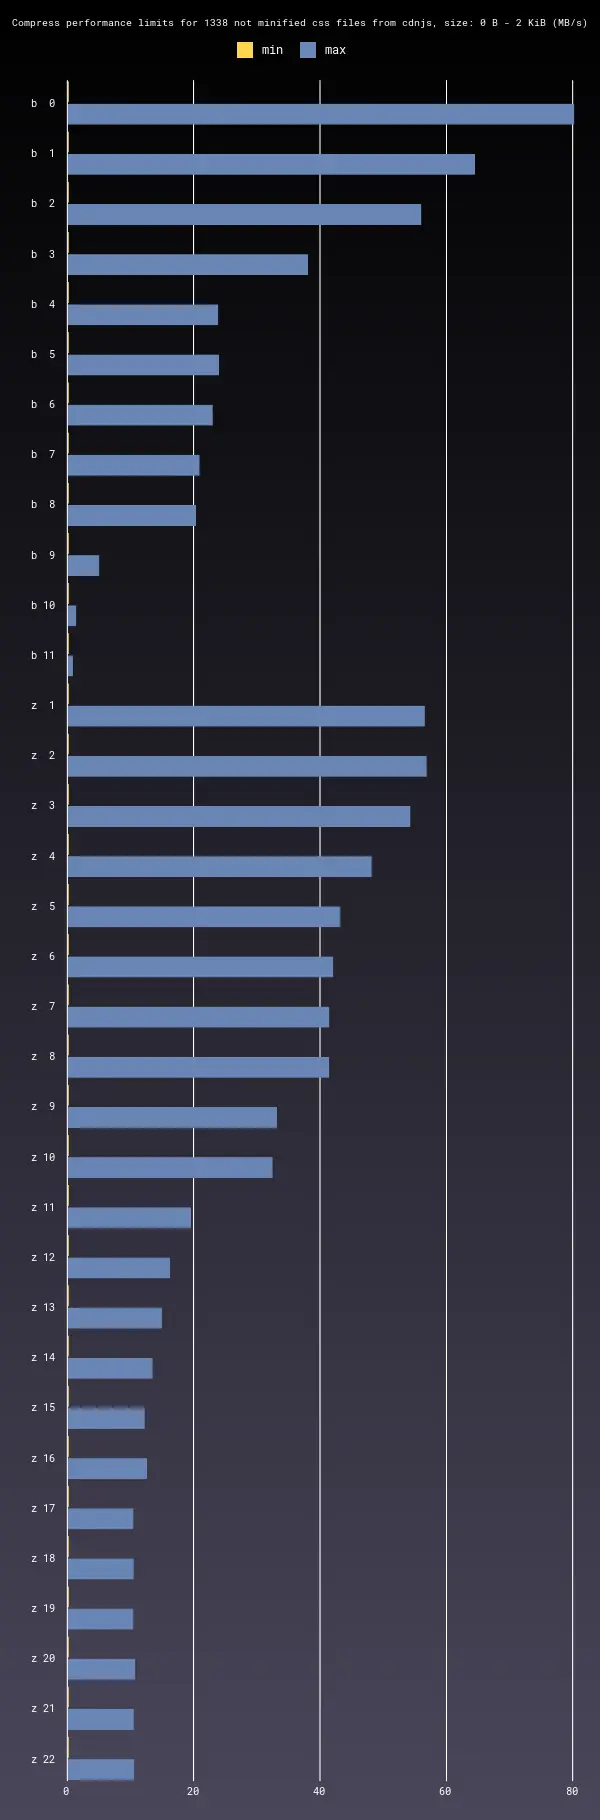 Compress performance limits for 1338 not minified css files from cdnjs, size: 0 B - 2 KiB (MB/s)
min max
b 0
b 1
b 2
b 3
b 4
b 5
b 6
b 7
b 8
b 9
b 10
b 11
z 1
z 2
z 3
z 4
z 5
z 6
z 7
z 8
z 9
z 10
z 11
z 12
z 13
z 14
z 15
z 16
z 17
z 18
z 19
z 20
z 21
z 22
0 20 40 60 80